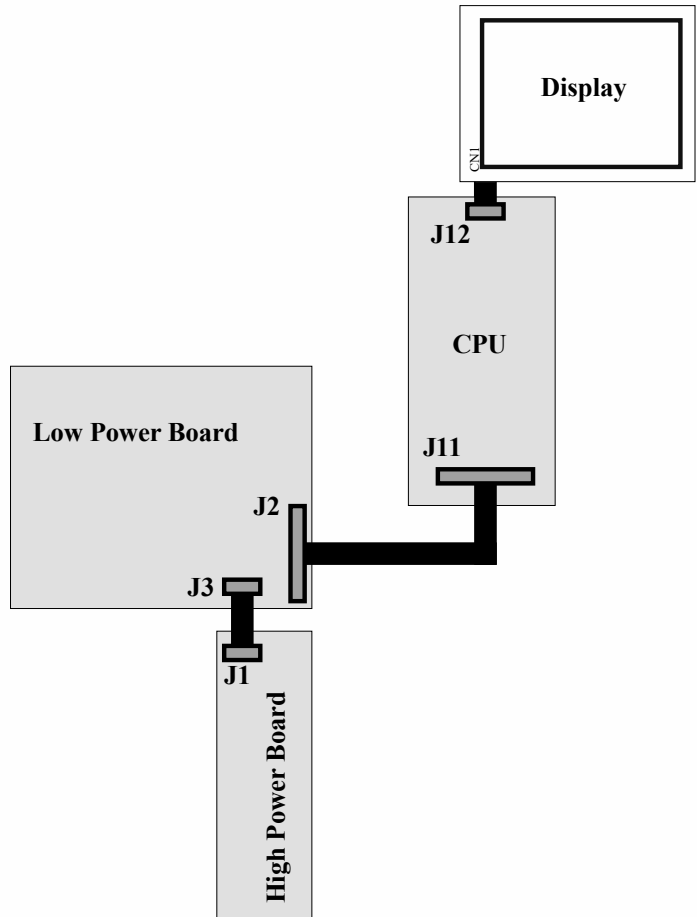 Display
CN1
J12
CPU
J11
Low Power Board
J2
J3
J1
High Power Board